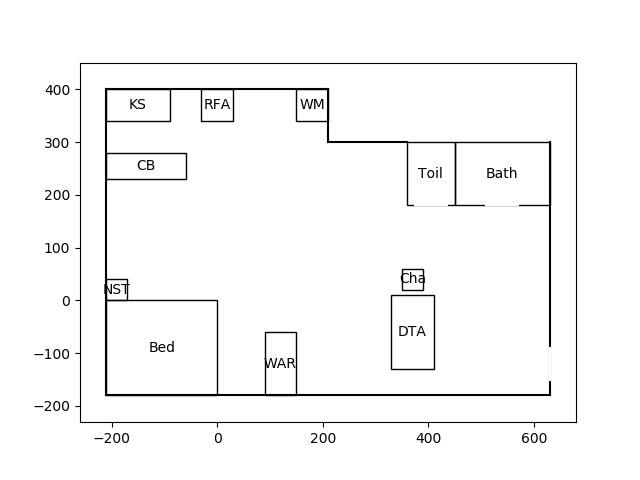 400
300
200
100
0
−100
−200
−200
0
200
400
600
KS
RFA
WM
CB
Toil
Bath
NST
Cha
Bed
WAR
DTA